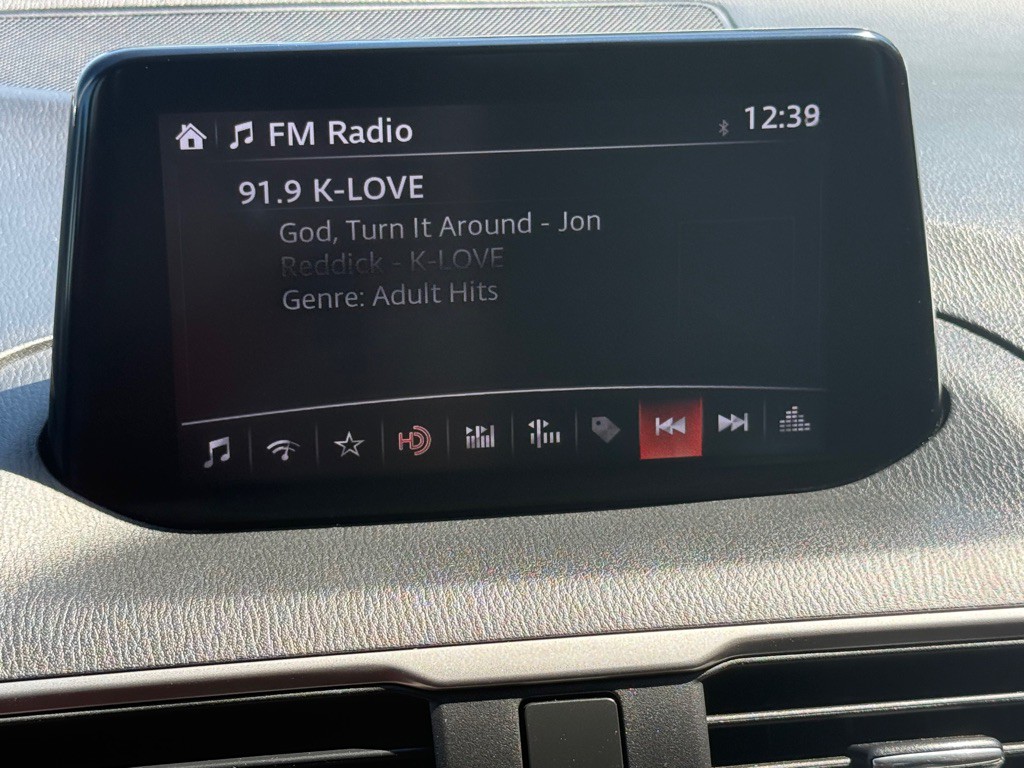 FM Radio
12:39
91.9 K-LOVE
God, Turn It Around - Jon
Reddick - K-LOVE
Genre: Adult Hits
HD